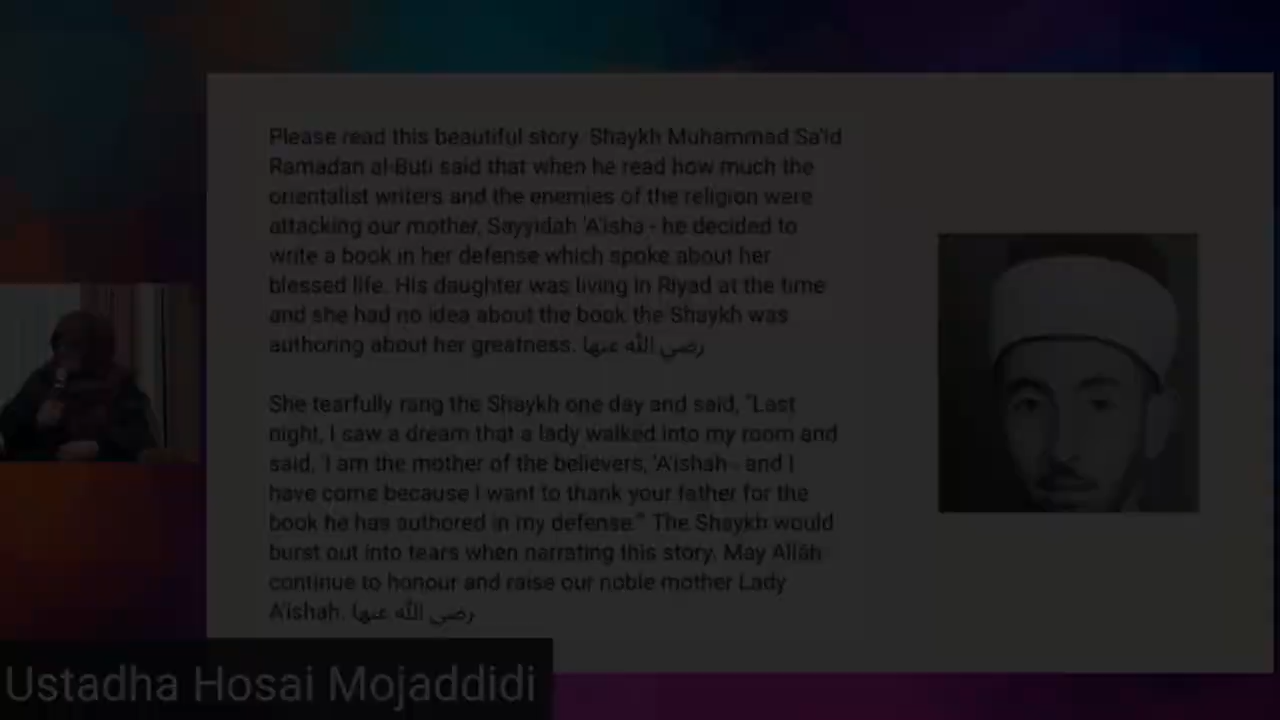 Please read this beautiful story. Shaykh Muhammad Sa'id
Ramadan al-Buti said that when he read how much the
orientalist writers and the enemies of the religion were
attacking our mother, Sayyidah 'A'isha - he decided to
write a book in her defense which spoke about her
blessed life. His daughter was living in Riyad at the time
and she had no idea about the book the Shaykh was
authoring about her greatness. رضي الله عنها
She tearfully rang the Shaykh one day and said, "Last
night, I saw a dream that a lady walked into my room and
said, 'I am the mother of the believers, 'A'ishah - and I
have come because I want to thank your father for the
book he has authored in my defense." The Shaykh would
burst out into tears when narrating this story. May Allāh
continue to honour and raise our noble mother Lady
A'ishah. رضي الله عنها
Ustadha Hosai Mojaddidi